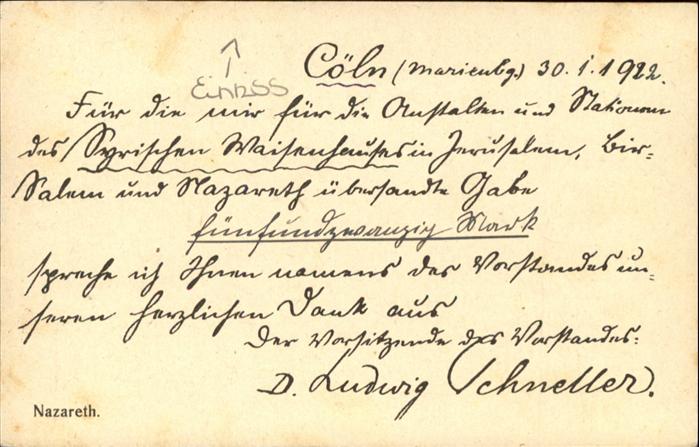 Cöln (Marienbg.) 30.1.1922.
Für die mir für die Anstalten und Stationen
des Syrischen Waisenhauses in Jerusalem, Bir-
Salem und Nazareth übersandte Gabe
fünfundzwanzig Mark
spreche ich Ihnen namens des Vorstandes un-
seren herzlichen Dank aus
Der Vorsitzende des Vorstandes:
D. Ludwig Schneller.
Nazareth.